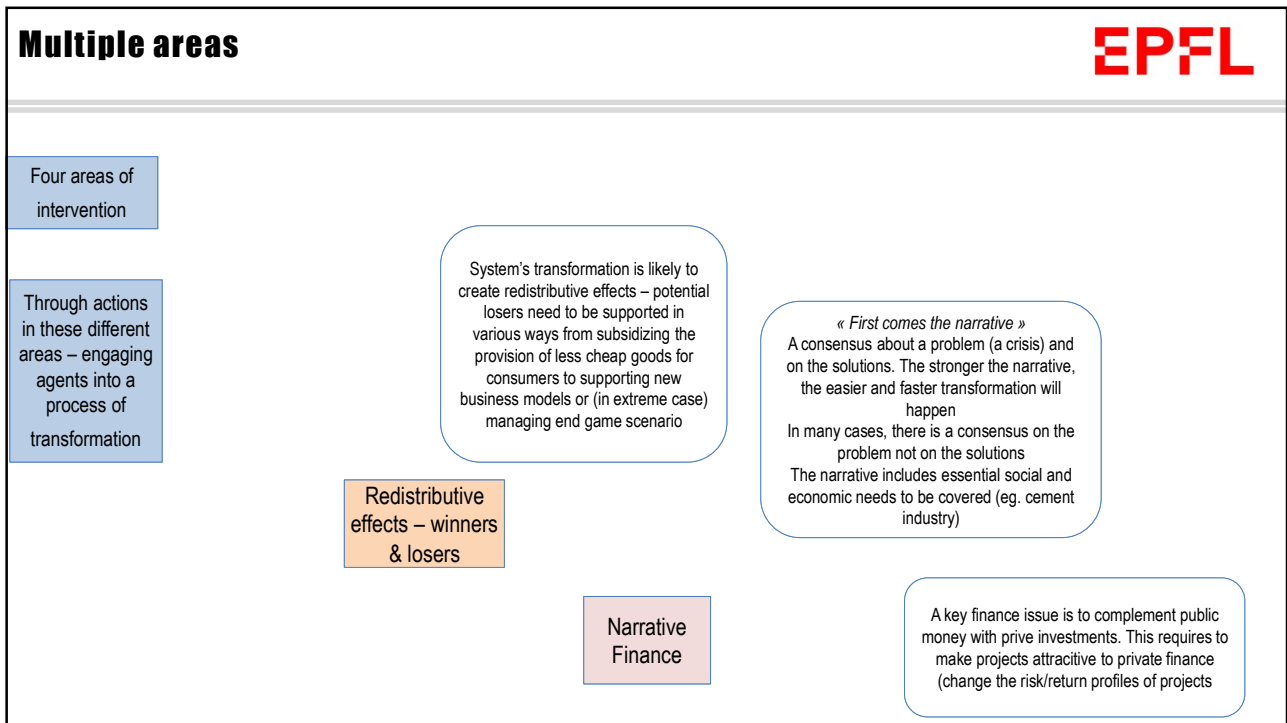 Multiple areas
EPFL
Four areas of
intervention
Through actions
in these different
areas – engaging
agents into a
process of
transformation
System's transformation is likely to
create redistributive effects – potential
losers need to be supported in
various ways from subsidizing the
provision of less cheap goods for
consumers to supporting new
business models or (in extreme case)
managing end game scenario
« First comes the narrative »
A consensus about a problem (a crisis) and
on the solutions. The stronger the narrative,
the easier and faster transformation will
happen
In many cases, there is a consensus on the
problem not on the solutions
The narrative includes essential social and
economic needs to be covered (eg. cement
industry)
Redistributive
effects – winners
& losers
Narrative
Finance
A key finance issue is to complement public
money with prive investments. This requires to
make projects attracitive to private finance
(change the risk/return profiles of projects